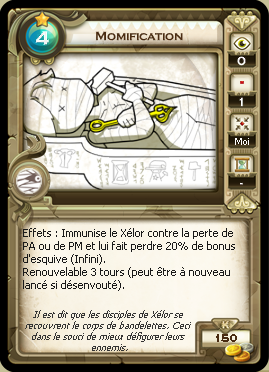 4
Momification
0
1
Moi
-
Effets : Immunise le Xélor contre la perte de
PA ou de PM et lui fait perdre 20% de bonus
d'esquive (Infini).
Renouvelable 3 tours (peut être à nouveau
lancé si désenvouté).
Il est dit que les disciples de Xélor se
recouvrent le corps de bandelettes. Ceci
dans le souci de mieux défigurer leurs
ennemis.
K
150